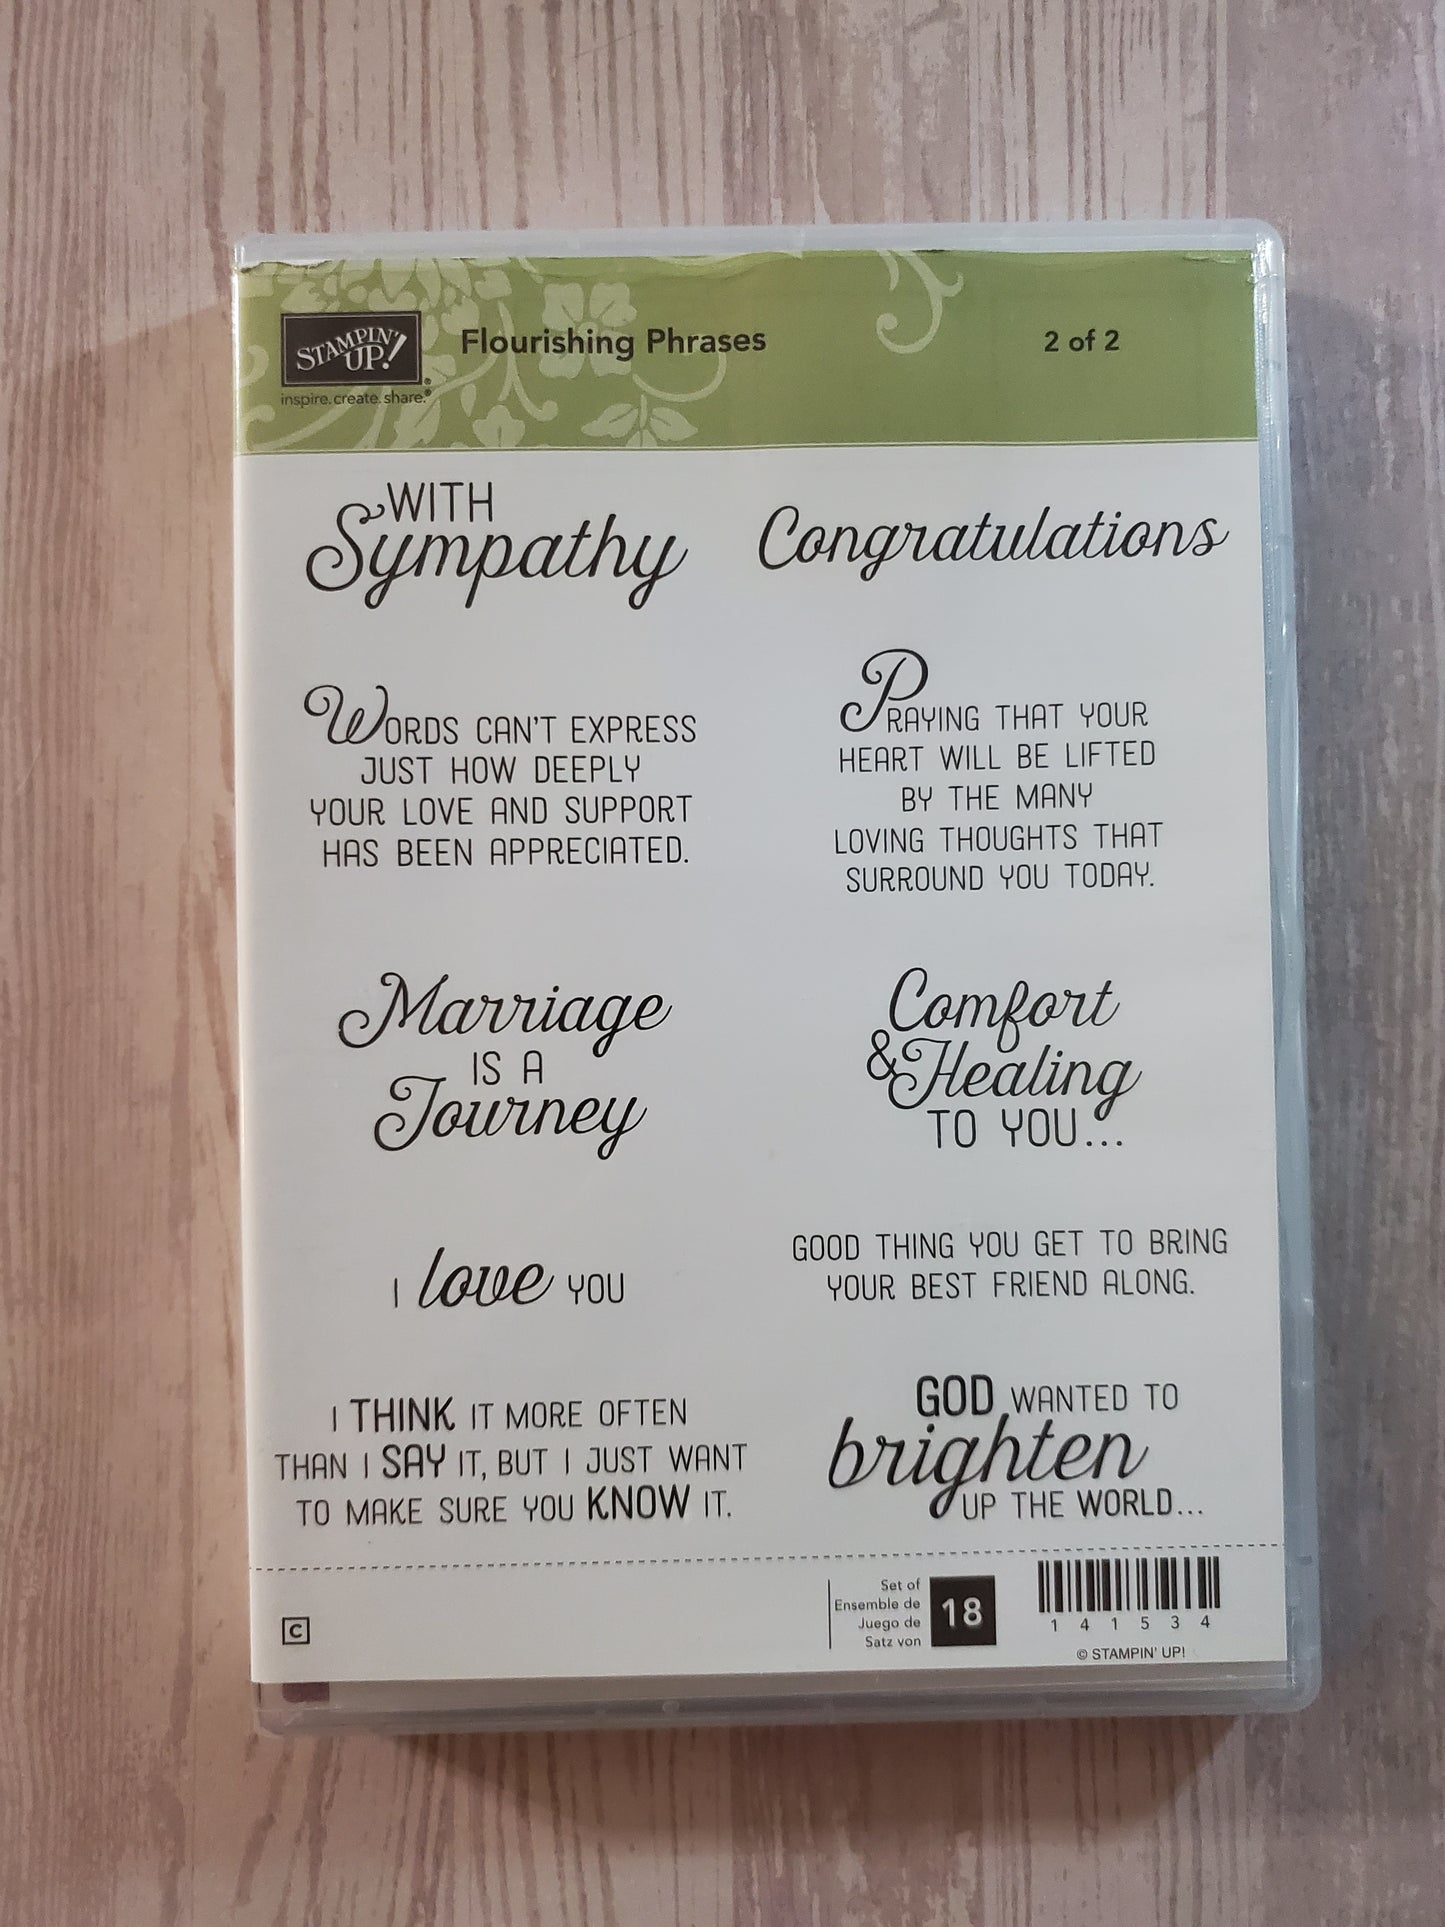 STAMPIN' UP!®
inspire. create. share.®
Flourishing Phrases
2 of 2
WITH
Sympathy
Congratulations
WORDS CAN'T EXPRESS
JUST HOW DEEPLY
YOUR LOVE AND SUPPORT
HAS BEEN APPRECIATED.
PRAYING THAT YOUR
HEART WILL BE LIFTED
BY THE MANY
LOVING THOUGHTS THAT
SURROUND YOU TODAY.
Marriage
IS A
Journey
Comfort
& Healing
TO YOU...
I love YOU
GOOD THING YOU GET TO BRING
YOUR BEST FRIEND ALONG.
I THINK IT MORE OFTEN
THAN I SAY IT, BUT I JUST WANT
TO MAKE SURE YOU KNOW IT.
GOD WANTED TO
brighten
UP THE WORLD...
C
Set of
Ensemble de
Juego de
Satz von
18
1 4 1 5 3 4
© STAMPIN' UP!